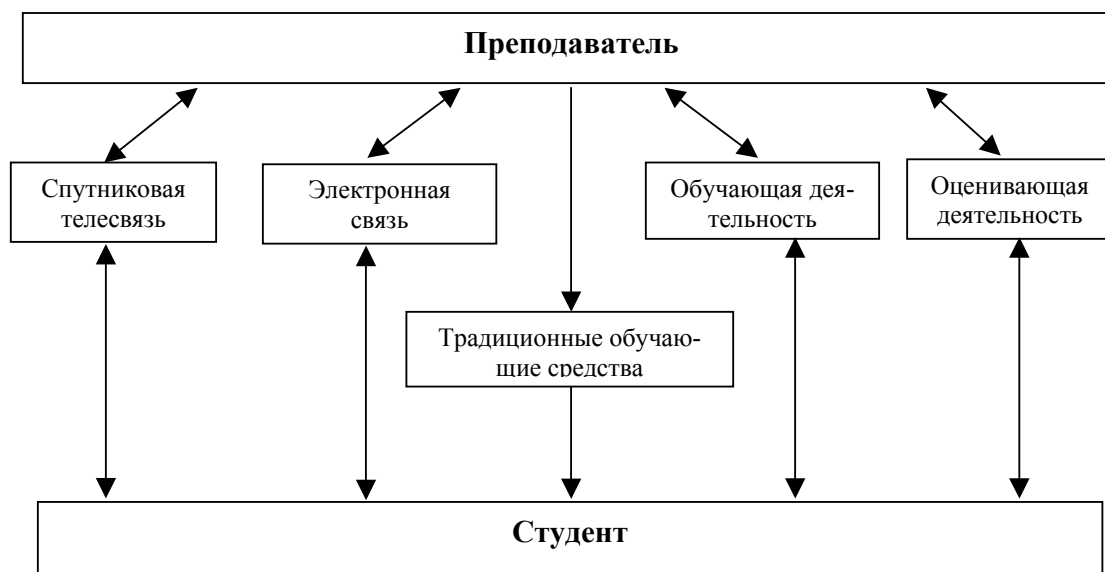 Преподаватель
Спутниковая
телесвязь
Электронная
связь
Обучающая дея-
тельность
Оценивающая
деятельность
Традиционные обучаю-
щие средства
Студент